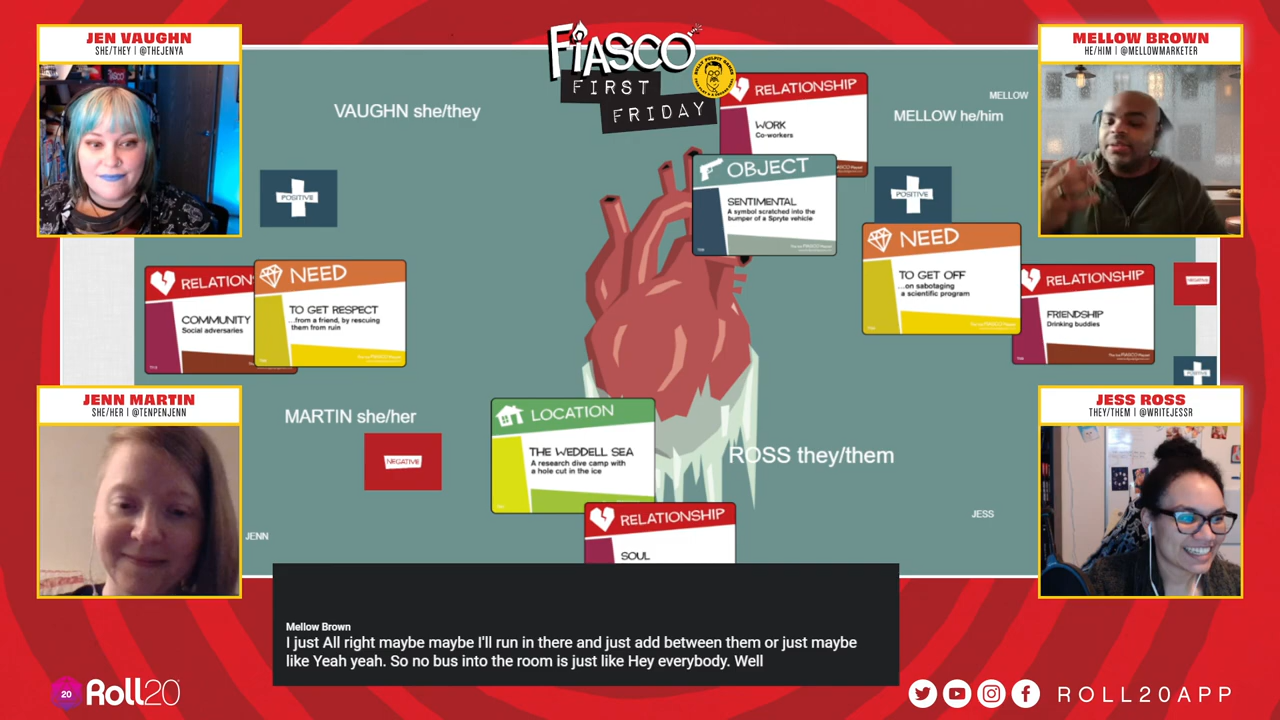 JEN VAUGHN
SHE/THEY | @THEJENYA
FIASCO
FIRST
FRIDAY
MELLOW BROWN
HE/HIM | @MELLOWMARKETER
VAUGHN she/they
MELLOW
MELLOW he/him
RELATIONSHIP
WORK
Co-workers
OBJECT
SENTIMENTAL
A symbol scratched into the
bumper of a Spryte vehicle
POSITIVE
POSITIVE
NEED
TO GET OFF
...on sabotaging
a scientific program
RELATIONSHIP
FRIENDSHIP
Drinking buddies
NEGATIVE
POSITIVE
RELATION
COMMUNITY
Social adversaries
NEED
TO GET RESPECT
...from a friend, by rescuing
them from ruin
JENN MARTIN
SHE/HER | @TENPENJENN
JESS ROSS
THEY/THEM | @WRITEJESSR
MARTIN she/her
NEGATIVE
LOCATION
THE WEDDELL SEA
A research dive camp with
a hole cut in the ice
ROSS they/them
RELATIONSHIP
SOUL
JENN
JESS
Mellow Brown
I just All right maybe maybe I'll run in there and just add between them or just maybe
like Yeah yeah. So no bus into the room is just like Hey everybody. Well
20
Roll20
ROLL20APP